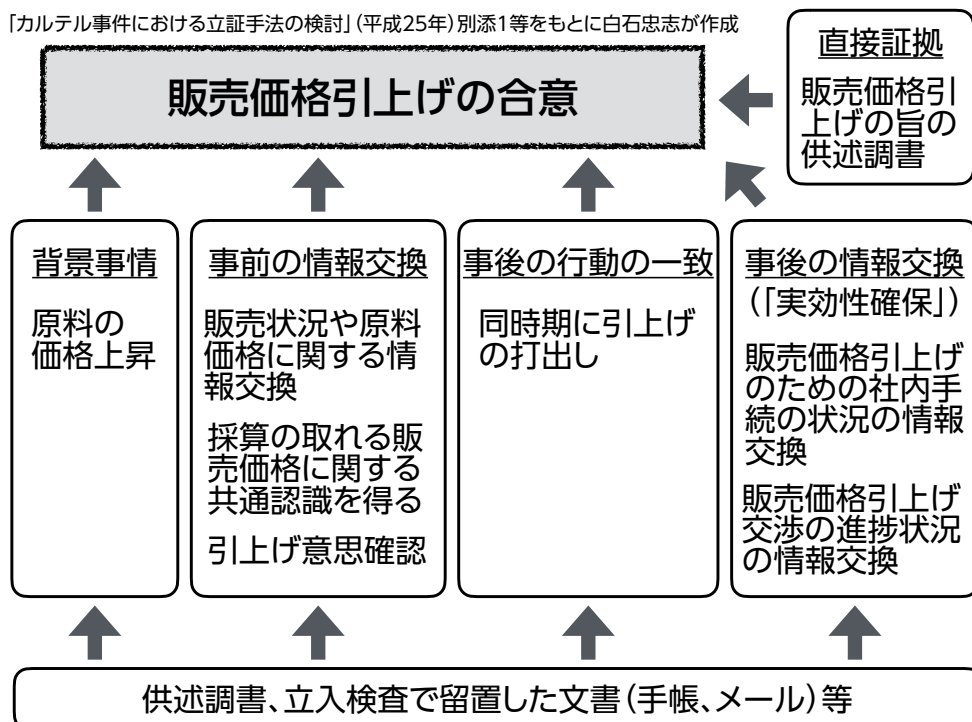 「カルテル事件における立証手法の検討」(平成25年)別添1等をもとに白石忠志が作成
販売価格引上げの合意
直接証拠
販売価格引
上げの旨の
供述調書
背景事情
原料の
価格上昇
事前の情報交換
販売状況や原料
価格に関する情
報交換
採算の取れる販
売価格に関する
共通認識を得る
引上げ意思確認
事後の行動の一致
同時期に引上げ
の打出し
事後の情報交換
(「実効性確保」)
販売価格引上げ
のための社内手
続の状況の情報
交換
販売価格引上げ
交渉の進捗状況
の情報交換
供述調書、立入検査で留置した文書(手帳、メール)等